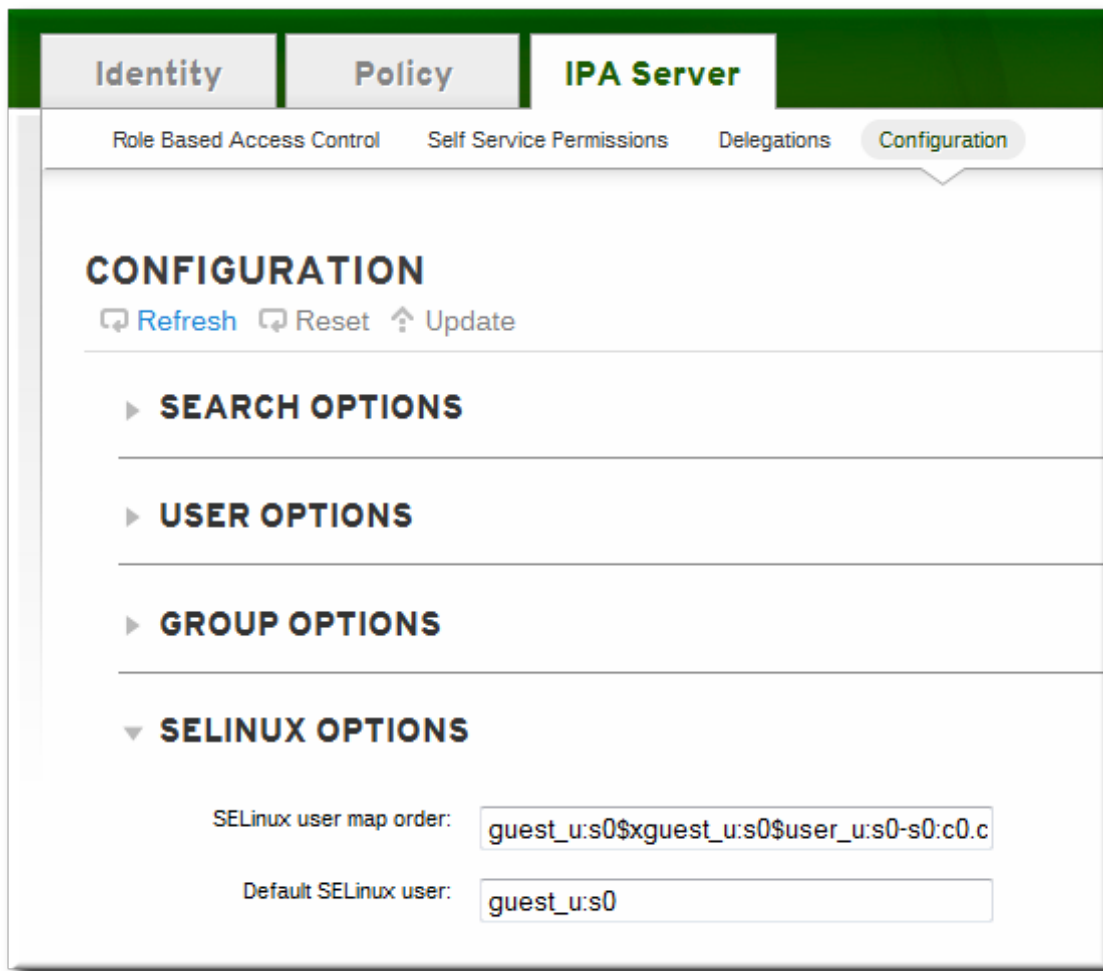 Identity Policy IPA Server
Role Based Access Control Self Service Permissions Delegations Configuration
CONFIGURATION
Refresh Reset Update
SEARCH OPTIONS
USER OPTIONS
GROUP OPTIONS
SELINUX OPTIONS
SELinux user map order: guest_u:s0$xguest_u:s0$user_u:s0-s0:c0.c
Default SELinux user: guest_u:s0